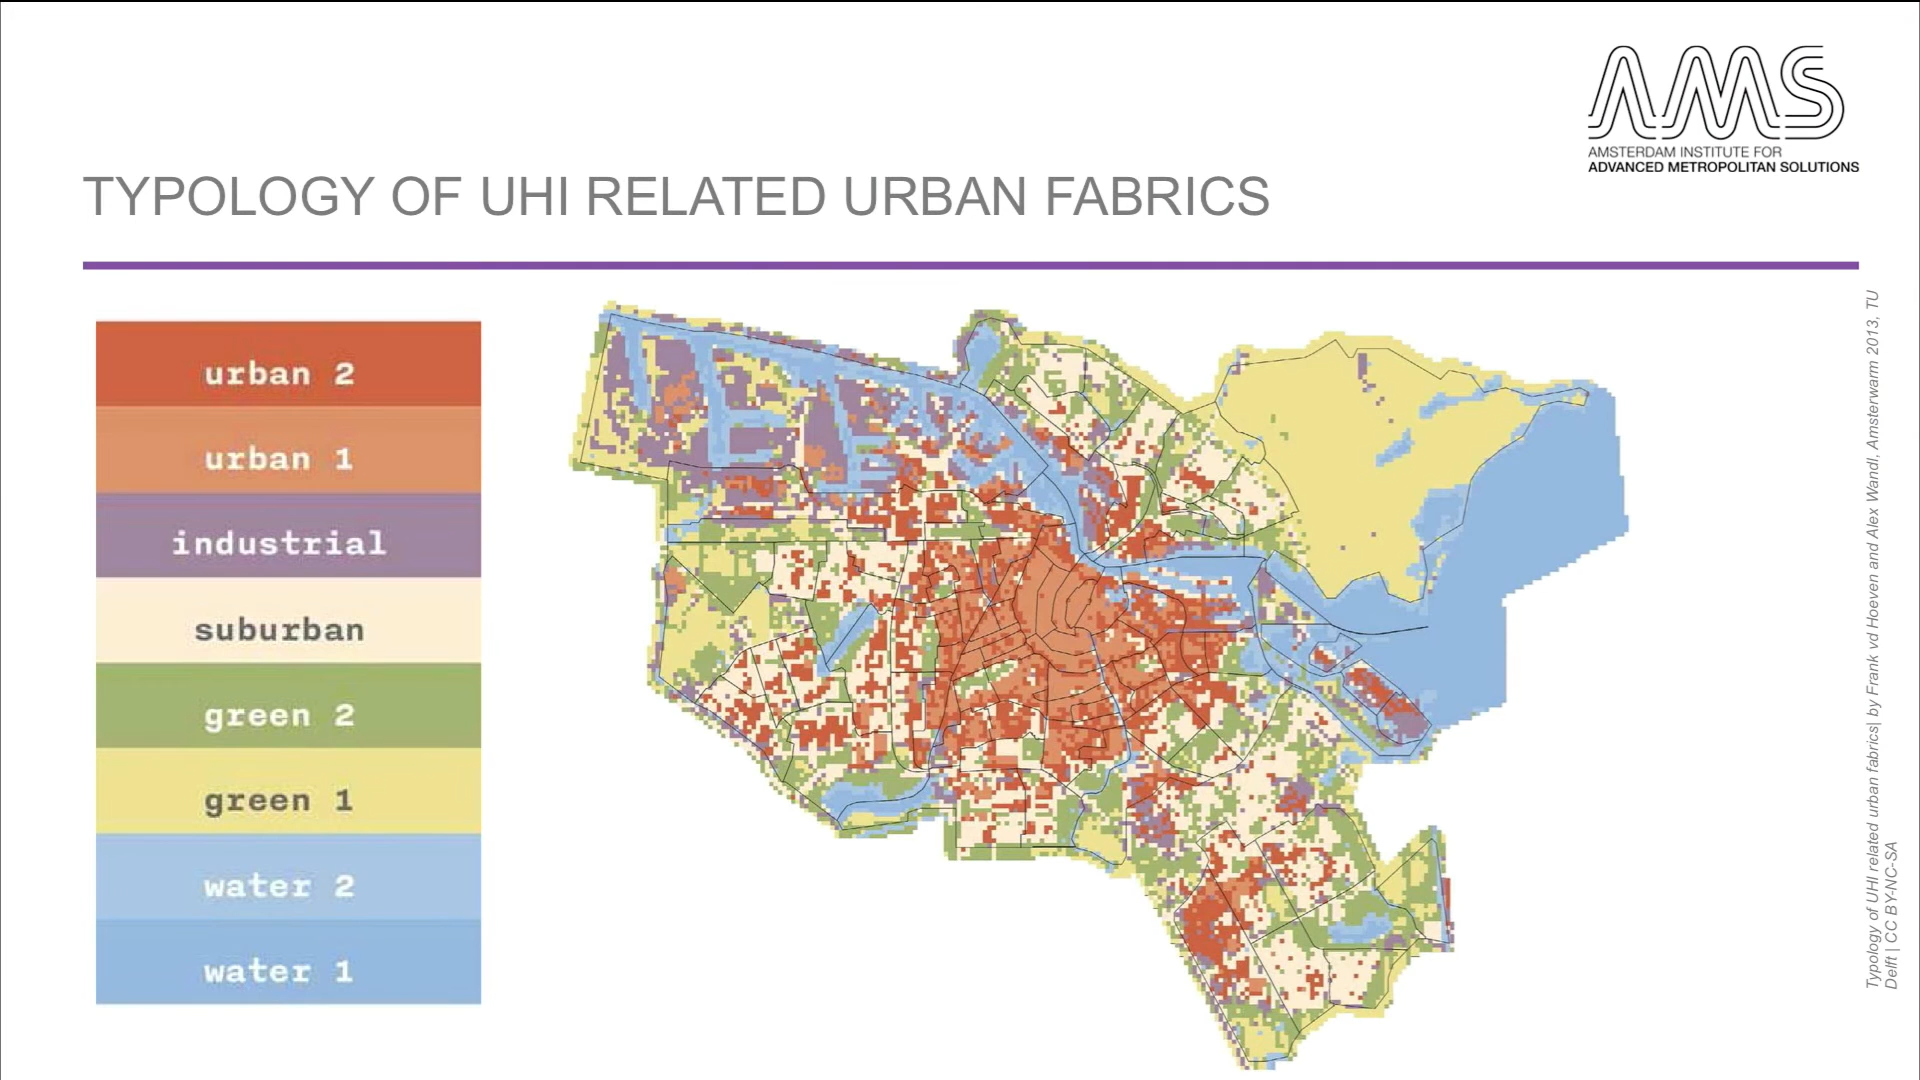 AMS
AMSTERDAM INSTITUTE FOR
ADVANCED METROPOLITAN SOLUTIONS
TYPOLOGY OF UHI RELATED URBAN FABRICS
urban 2
urban 1
industrial
suburban
green 2
green 1
water 2
water 1
Typology of UHI related urban fabrics| by Frank vd Hoeven and Alex Wandl, Amsterwarm 2013, TU
Delft | CC BY-NC-SA